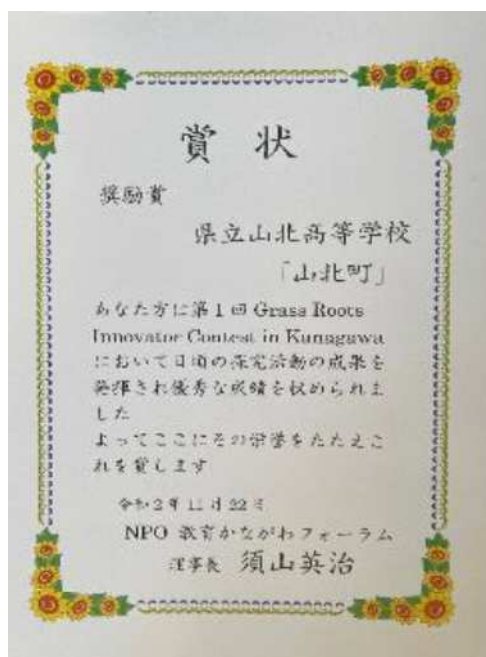 賞 状
奨励賞
県立山北高等学校
「山北町」
あなた方に第1回 Grass Roots
Innovator Contest in Kanagawa
において日頃の探究活動の成果を
発揮され優秀な成績を収められま
した
よってここにその栄誉をたたえこ
れを賞します
令和2年11月22日
NPO 教育かながわフォーラム
理事長 須山英治